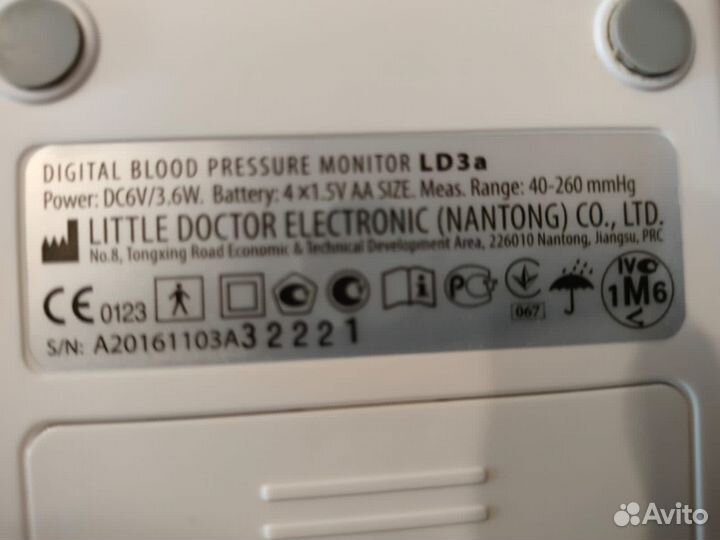 DIGITAL BLOOD PRESSURE MONITOR LD3a
Power: DC6V/3.6W. Battery: 4 X1.5V AA SIZE. Meas. Range: 40-260 mmHg
LITTLE DOCTOR ELECTRONIC (NANTONG) CO., LTD.
No.8, Tongxing Road Economic & Technical Development Area, 226010 Nantong, Jiangsu, PRC
CE 0123 i 067 1M6
S/N: A20161103A32221
Avito